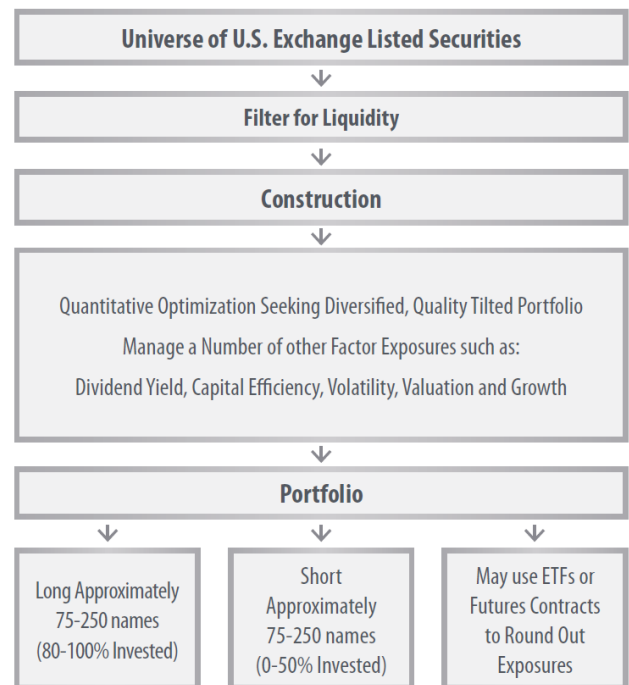 Universe of U.S. Exchange Listed Securities
Filter for Liquidity
Construction
Quantitative Optimization Seeking Diversified, Quality Tilted Portfolio
Manage a Number of other Factor Exposures such as:
Dividend Yield, Capital Efficiency, Volatility, Valuation and Growth
Portfolio
Long Approximately
75-250 names
(80-100% Invested)
Short
Approximately
75-250 names
(0-50% Invested)
May use ETFs or
Futures Contracts
to Round Out
Exposures